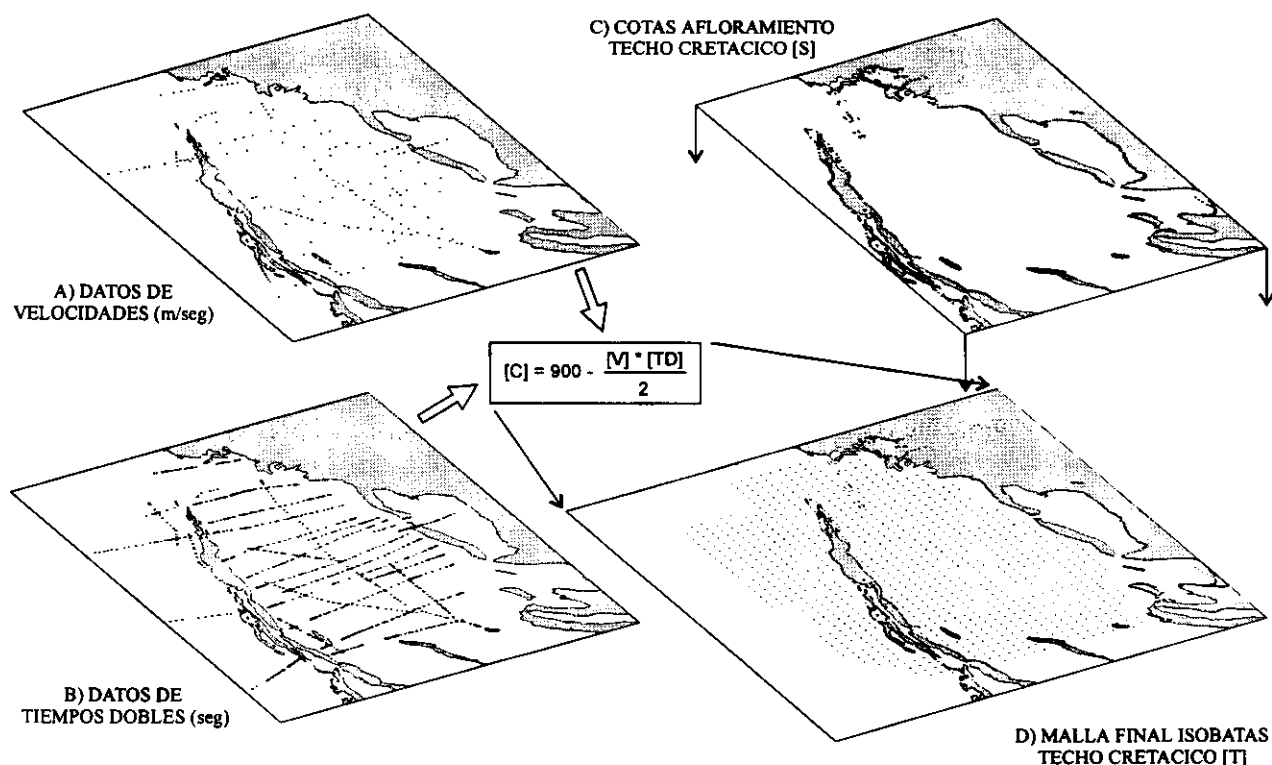 C) COTAS AFLORAMIENTO
TECHO CRETACICO [S]
A) DATOS DE
VELOCIDADES (m/seg)
[C] = 900 - [V] * [TD]
2
B) DATOS DE
TIEMPOS DOBLES (seg)
D) MALLA FINAL ISOBATAS
TECHO CRETACICO [T]